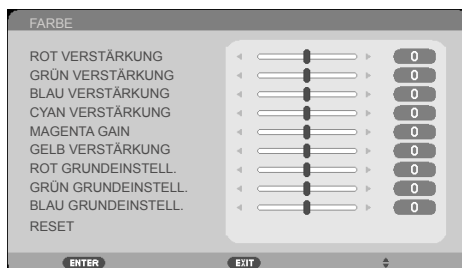 FARBE
ROT VERSTÄRKUNG 0
GRÜN VERSTÄRKUNG 0
BLAU VERSTÄRKUNG 0
CYAN VERSTÄRKUNG 0
MAGENTA GAIN 0
GELB VERSTÄRKUNG 0
ROT GRUNDEINSTELL. 0
GRÜN GRUNDEINSTELL. 0
BLAU GRUNDEINSTELL. 0
RESET
ENTER EXIT